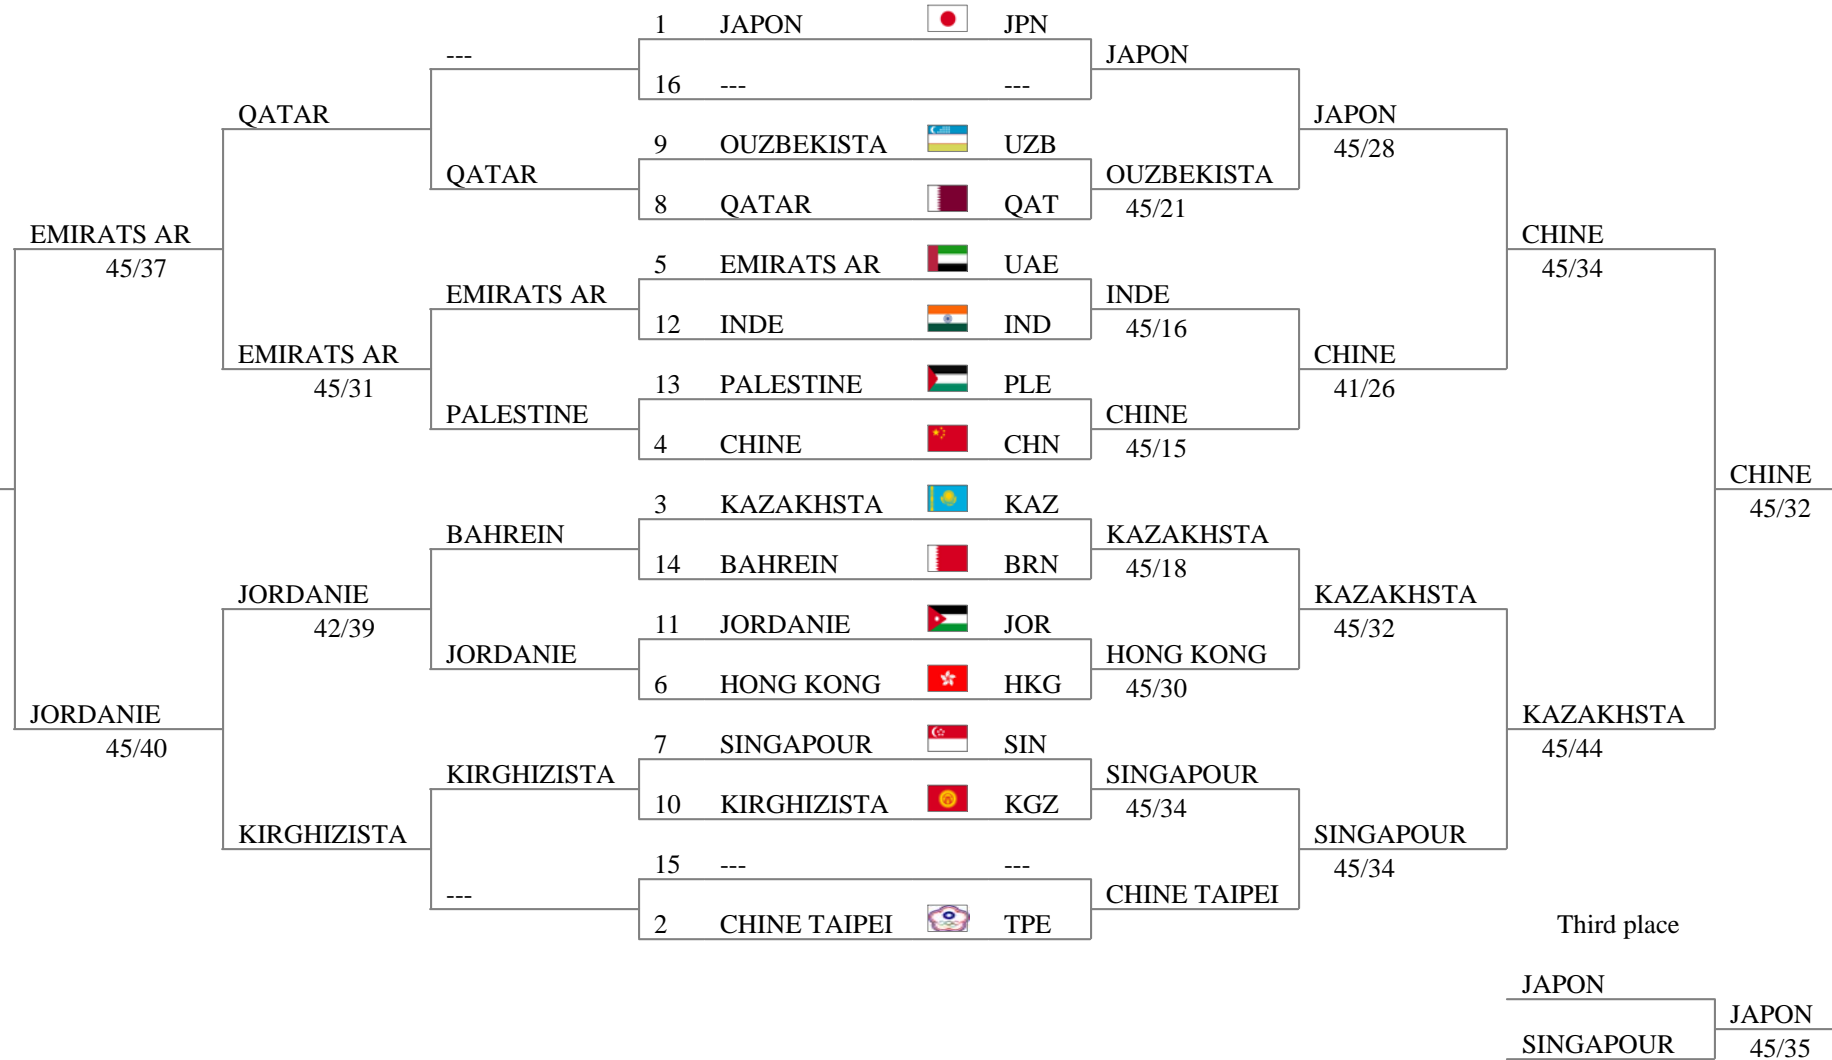 1 JAPON JPN
--- JAPON
16 --- ---
QATAR JAPON
9 OUZBEKISTA UZB 45/28
QATAR OUZBEKISTA
8 QATAR QAT 45/21
EMIRATS AR CHINE
45/37 5 EMIRATS AR UAE 45/34
EMIRATS AR INDE
12 INDE IND 45/16
EMIRATS AR CHINE
45/31 13 PALESTINE PLE 41/26
PALESTINE CHINE
4 CHINE CHN 45/15
CHINE
3 KAZAKHSTA KAZ 45/32
BAHREIN KAZAKHSTA
14 BAHREIN BRN 45/18
JORDANIE KAZAKHSTA
42/39 11 JORDANIE JOR 45/32
JORDANIE HONG KONG
6 HONG KONG HKG 45/30
JORDANIE KAZAKHSTA
45/40 7 SINGAPOUR SIN 45/44
KIRGHIZISTA SINGAPOUR
10 KIRGHIZISTA KGZ 45/34
KIRGHIZISTA SINGAPOUR
15 --- --- 45/34
--- CHINE TAIPEI
2 CHINE TAIPEI TPE Third place
JAPON
JAPON
SINGAPOUR 45/35